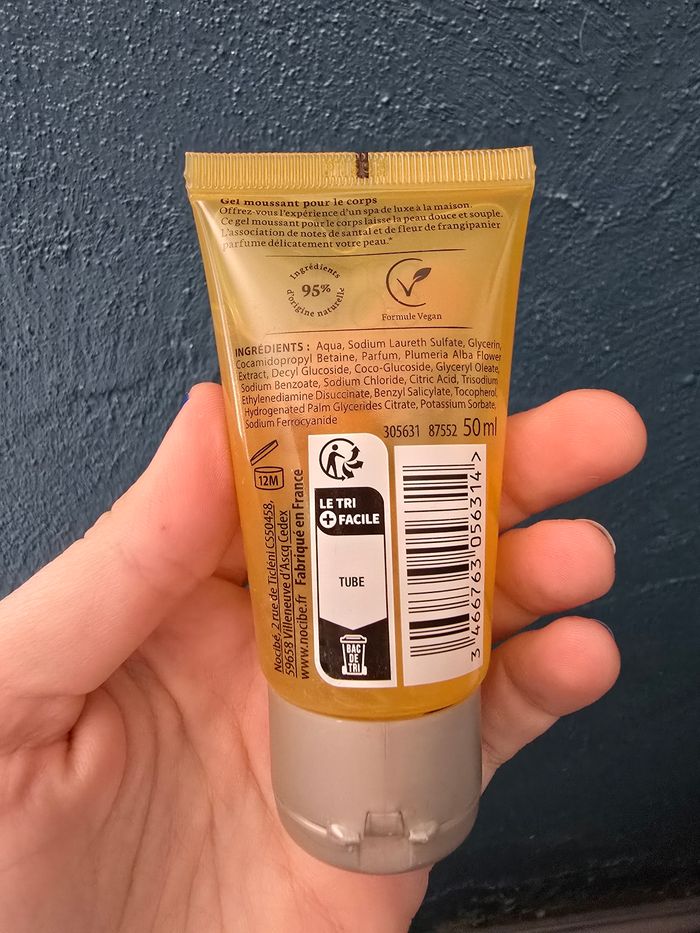 Gel moussant pour le corps
Offrez-vous l'expérience d'un spa de luxe à la maison.
Ce gel moussant pour le corps laisse la peau douce et souple.
L'association de notes de santal et de fleur de frangipanier
parfume délicatement votre peau.*
Ingrédients
95%
d'origine naturelle
Formule Vegan
INGRÉDIENTS : Aqua, Sodium Laureth Sulfate, Glycerin,
Cocamidopropyl Betaine, Parfum, Plumeria Alba Flower
Extract, Decyl Glucoside, Coco-Glucoside, Glyceryl Oleate,
Sodium Benzoate, Sodium Chloride, Citric Acid, Trisodium
Ethylenediamine Disuccinate, Benzyl Salicylate, Tocopherol,
Hydrogenated Palm Glycerides Citrate, Potassium Sorbate,
Sodium Ferrocyanide
305631 87552 50 ml
12M
Nocibé, 2 rue de Ticléni CS50458,
59658 Villeneuve d'Ascq Cedex
www.nocibe.fr Fabriqué en France
LE TRI
+ FACILE
TUBE
BAC
DE
TRI
3 466763 056314 >